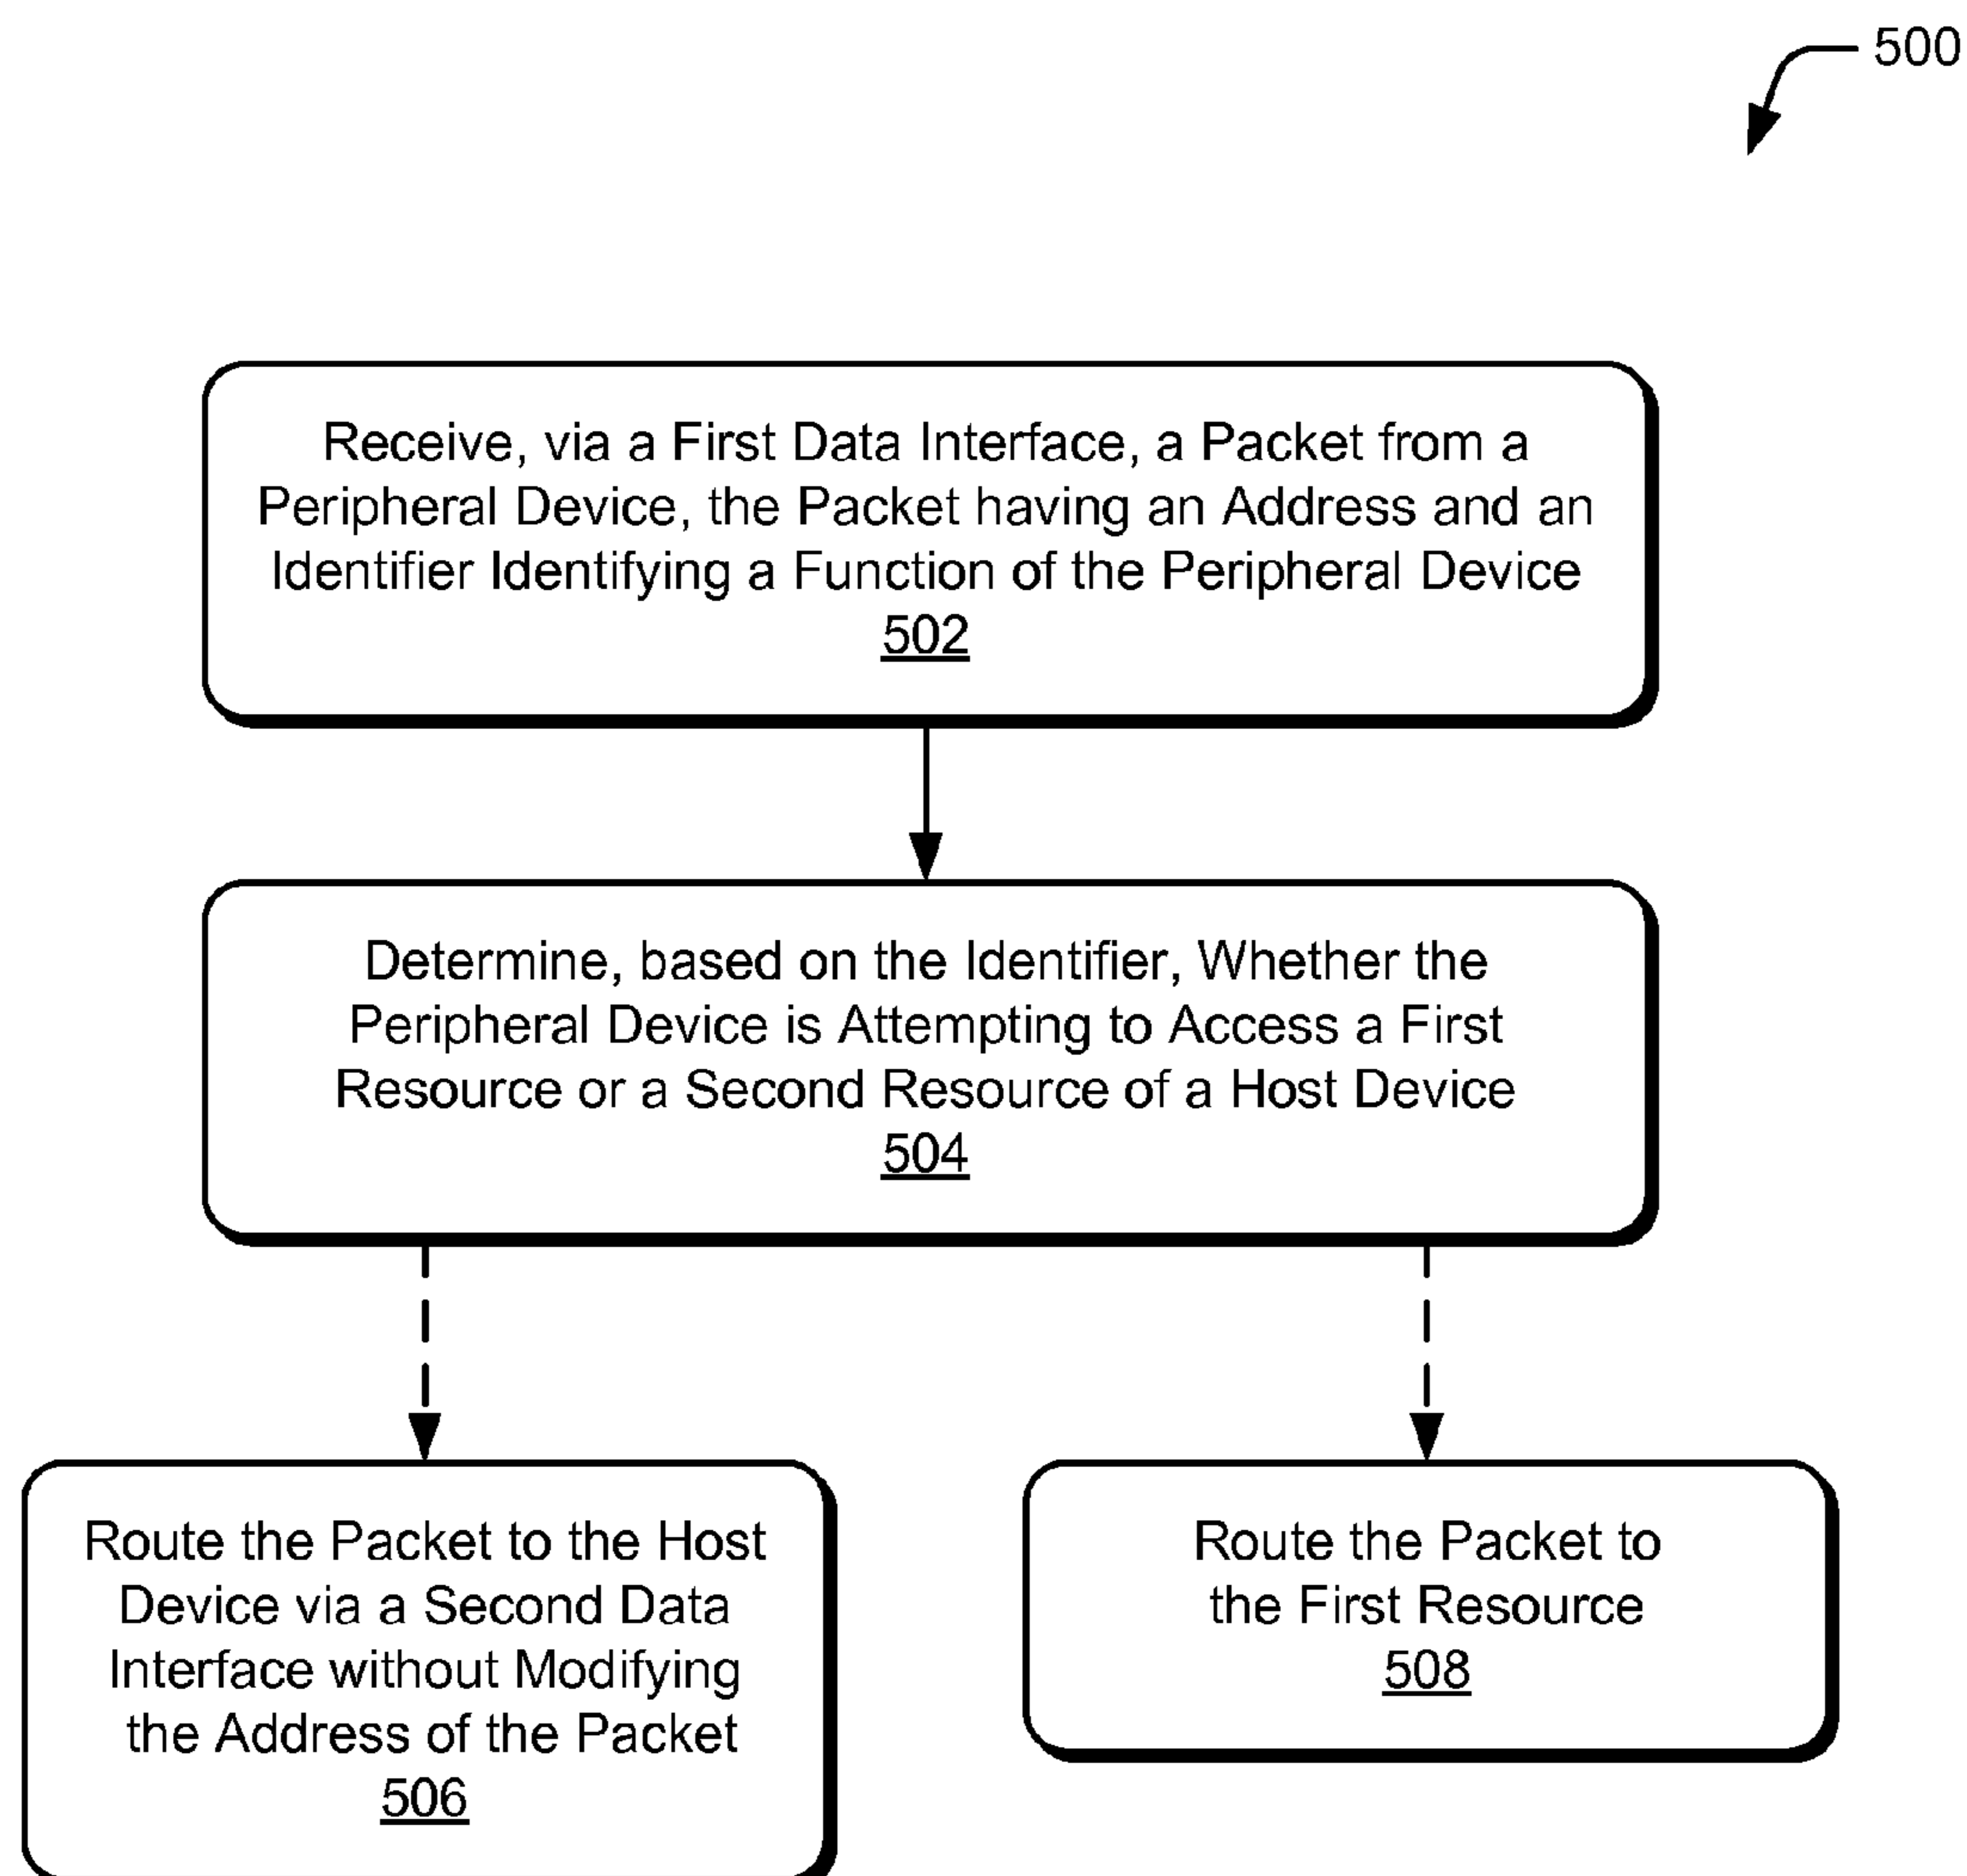 500
Receive, via a First Data Interface, a Packet from a
Peripheral Device, the Packet having an Address and an
Identifier Identifying a Function of the Peripheral Device
502
Determine, based on the Identifier, Whether the
Peripheral Device is Attempting to Access a First
Resource or a Second Resource of a Host Device
504
Route the Packet to the Host
Device via a Second Data
Interface without Modifying
the Address of the Packet
506
Route the Packet to
the First Resource
508